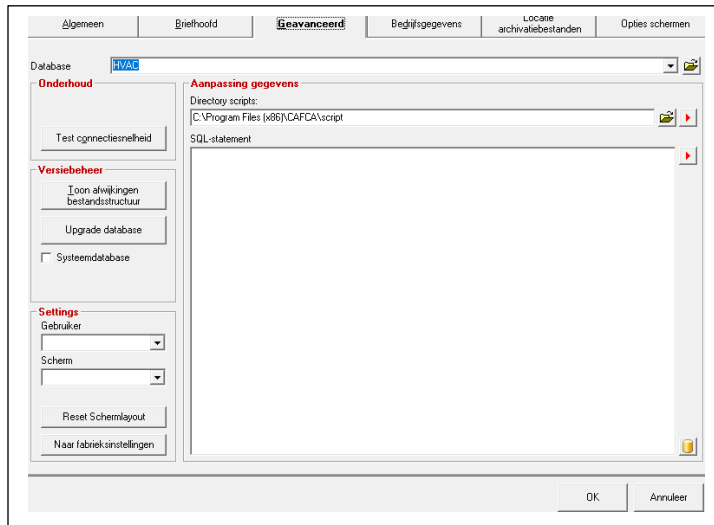 Algemeen
Briefhoofd
Geavanceerd
Bedrijfsgegevens
Locatie
archivatiebestanden
Opties schermen
Database
HVAC
Onderhoud
Test connectiesnelheid
Versiebeheer
Toon afwijkingen
bestandsstructuur
Upgrade database
Systeemdatabase
Settings
Gebruiker
Scherm
Reset Schermlayout
Naar fabrieksinstellingen
Aanpassing gegevens
Directory scripts:
C:\Program Files (x86)\CAFCA\script
SQL-statement
OK
Annuleer